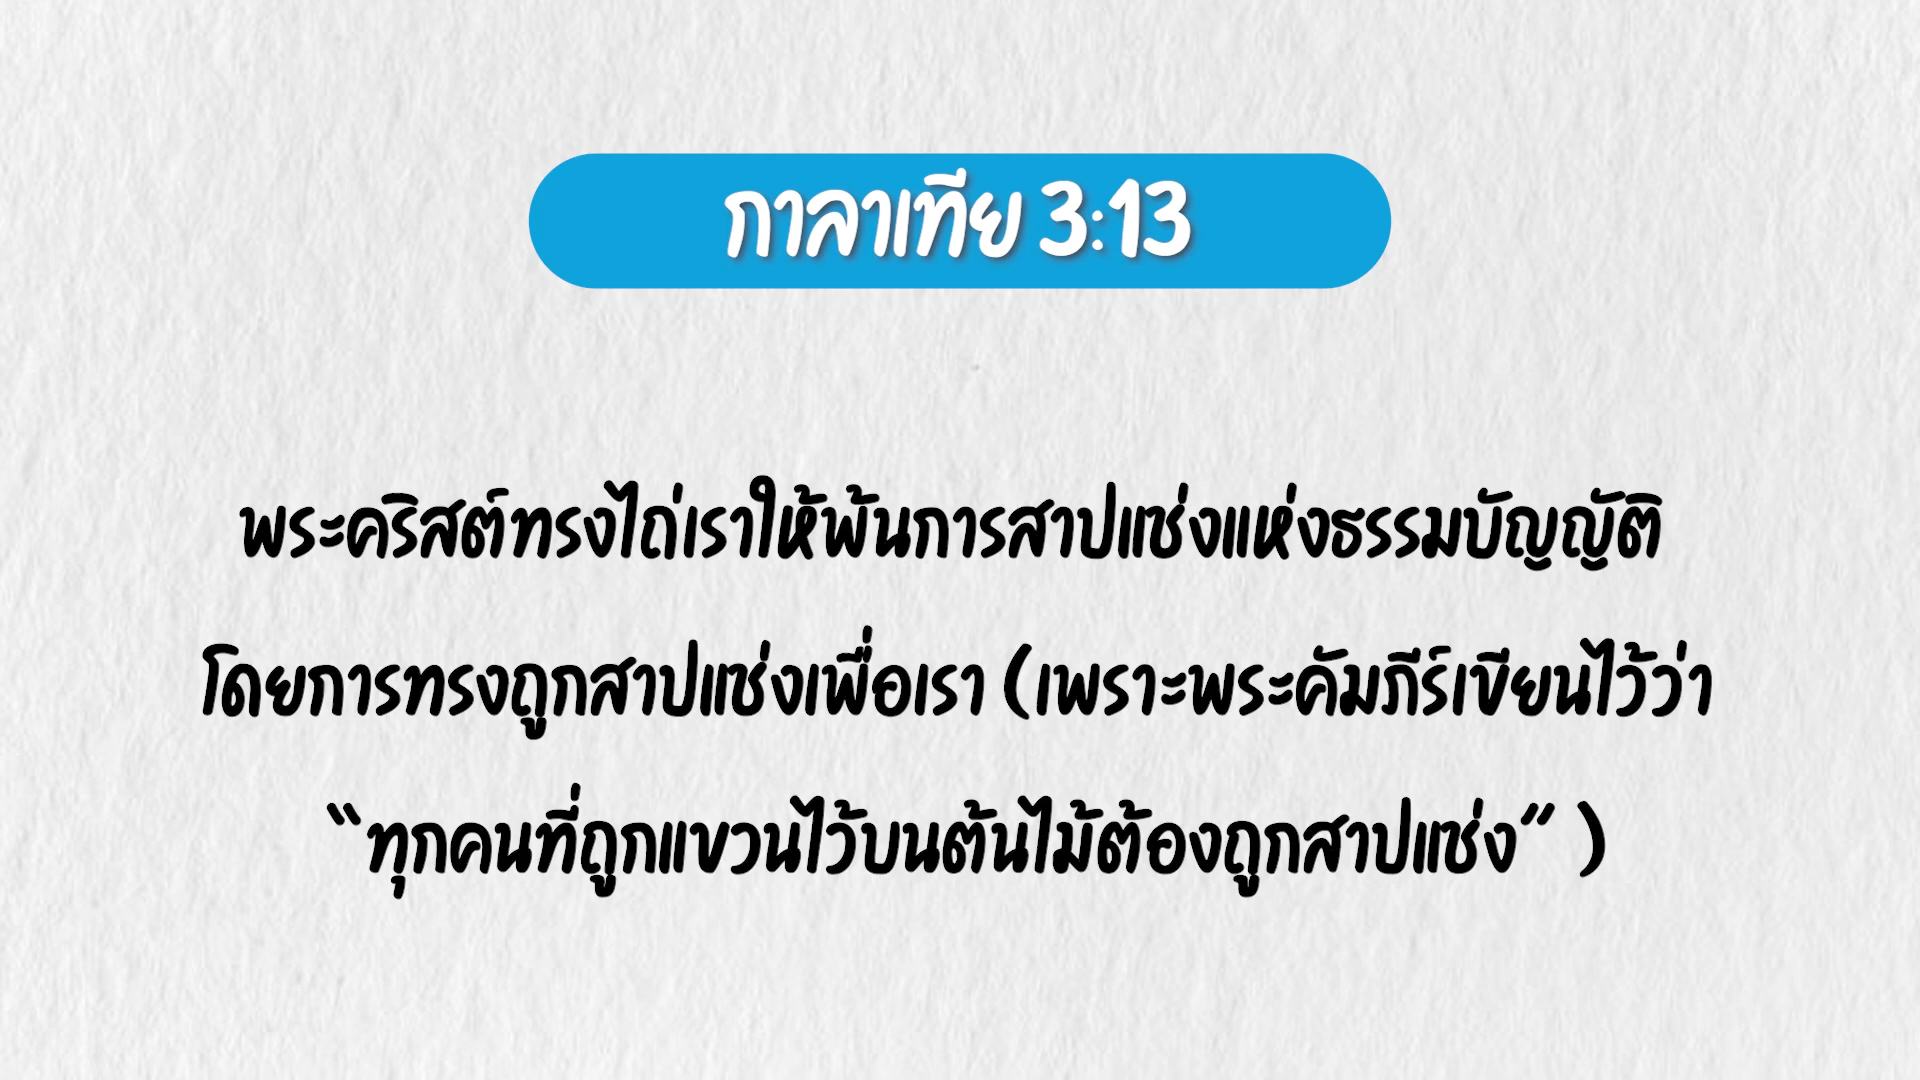 กาลาเทีย 3:13
พระคริสต์ทรงไถ่เราให้พ้นการสาปแช่งแห่งธรรมบัญญัติ
โดยการทรงถูกสาปแช่งเพื่อเรา (เพราะพระคัมภีร์เขียนไว้ว่า
“ทุกคนที่ถูกแขวนไว้บนต้นไม้ต้องถูกสาปแช่ง” )